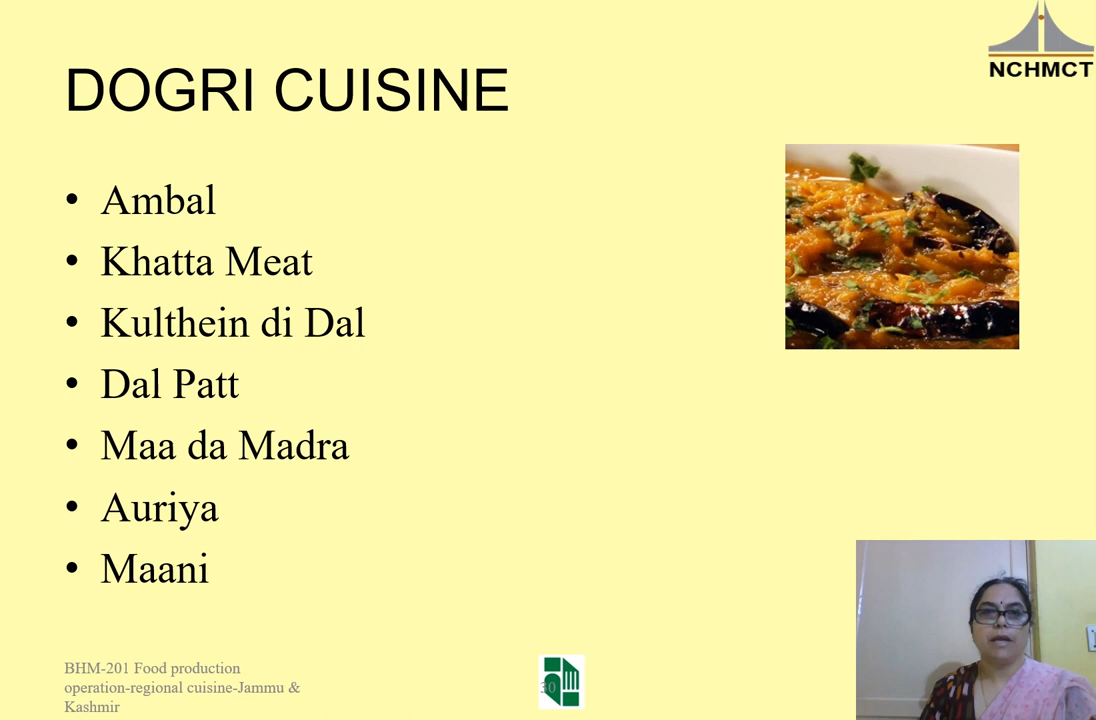 DOGRI CUISINE
NCHMCT
• Ambal
• Khatta Meat
• Kulthein di Dal
• Dal Patt
• Maa da Madra
• Auriya
• Maani
BHM-201 Food production
operation-regional cuisine-Jammu &
Kashmir
30